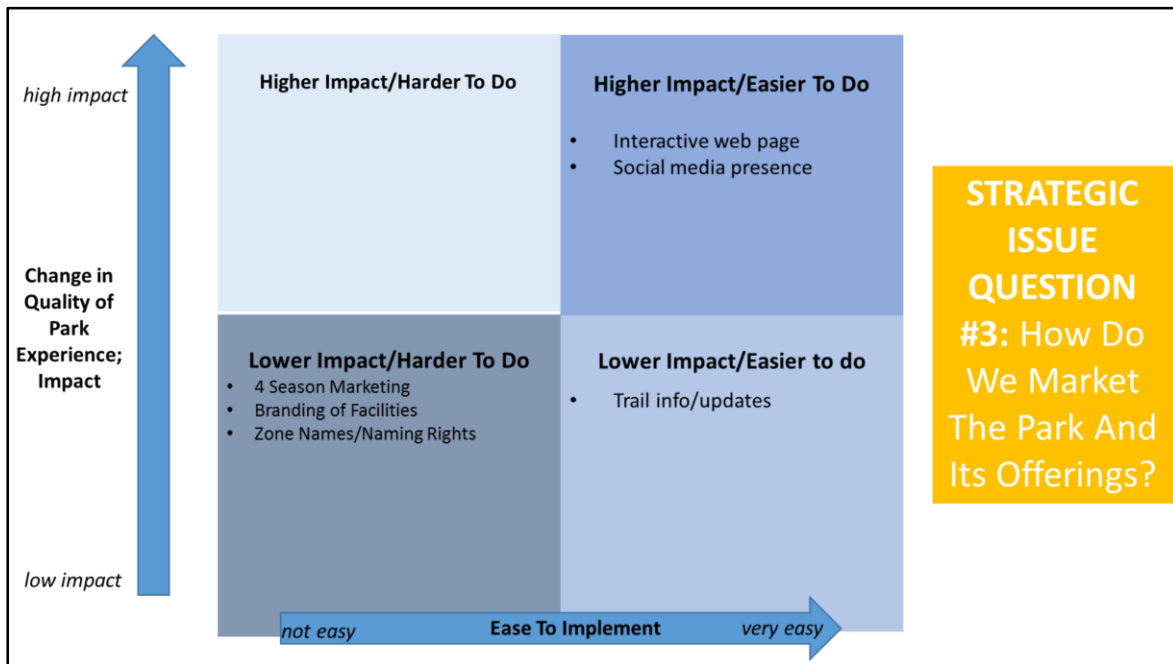 high impact
Change in
Quality of
Park
Experience;
Impact
low impact
Higher Impact/Harder To Do
Higher Impact/Easier To Do
• Interactive web page
• Social media presence
Lower Impact/Harder To Do
• 4 Season Marketing
• Branding of Facilities
• Zone Names/Naming Rights
Lower Impact/Easier to do
• Trail info/updates
not easy
Ease To Implement
very easy
STRATEGIC
ISSUE
QUESTION
#3: How Do
We Market
The Park And
Its Offerings?